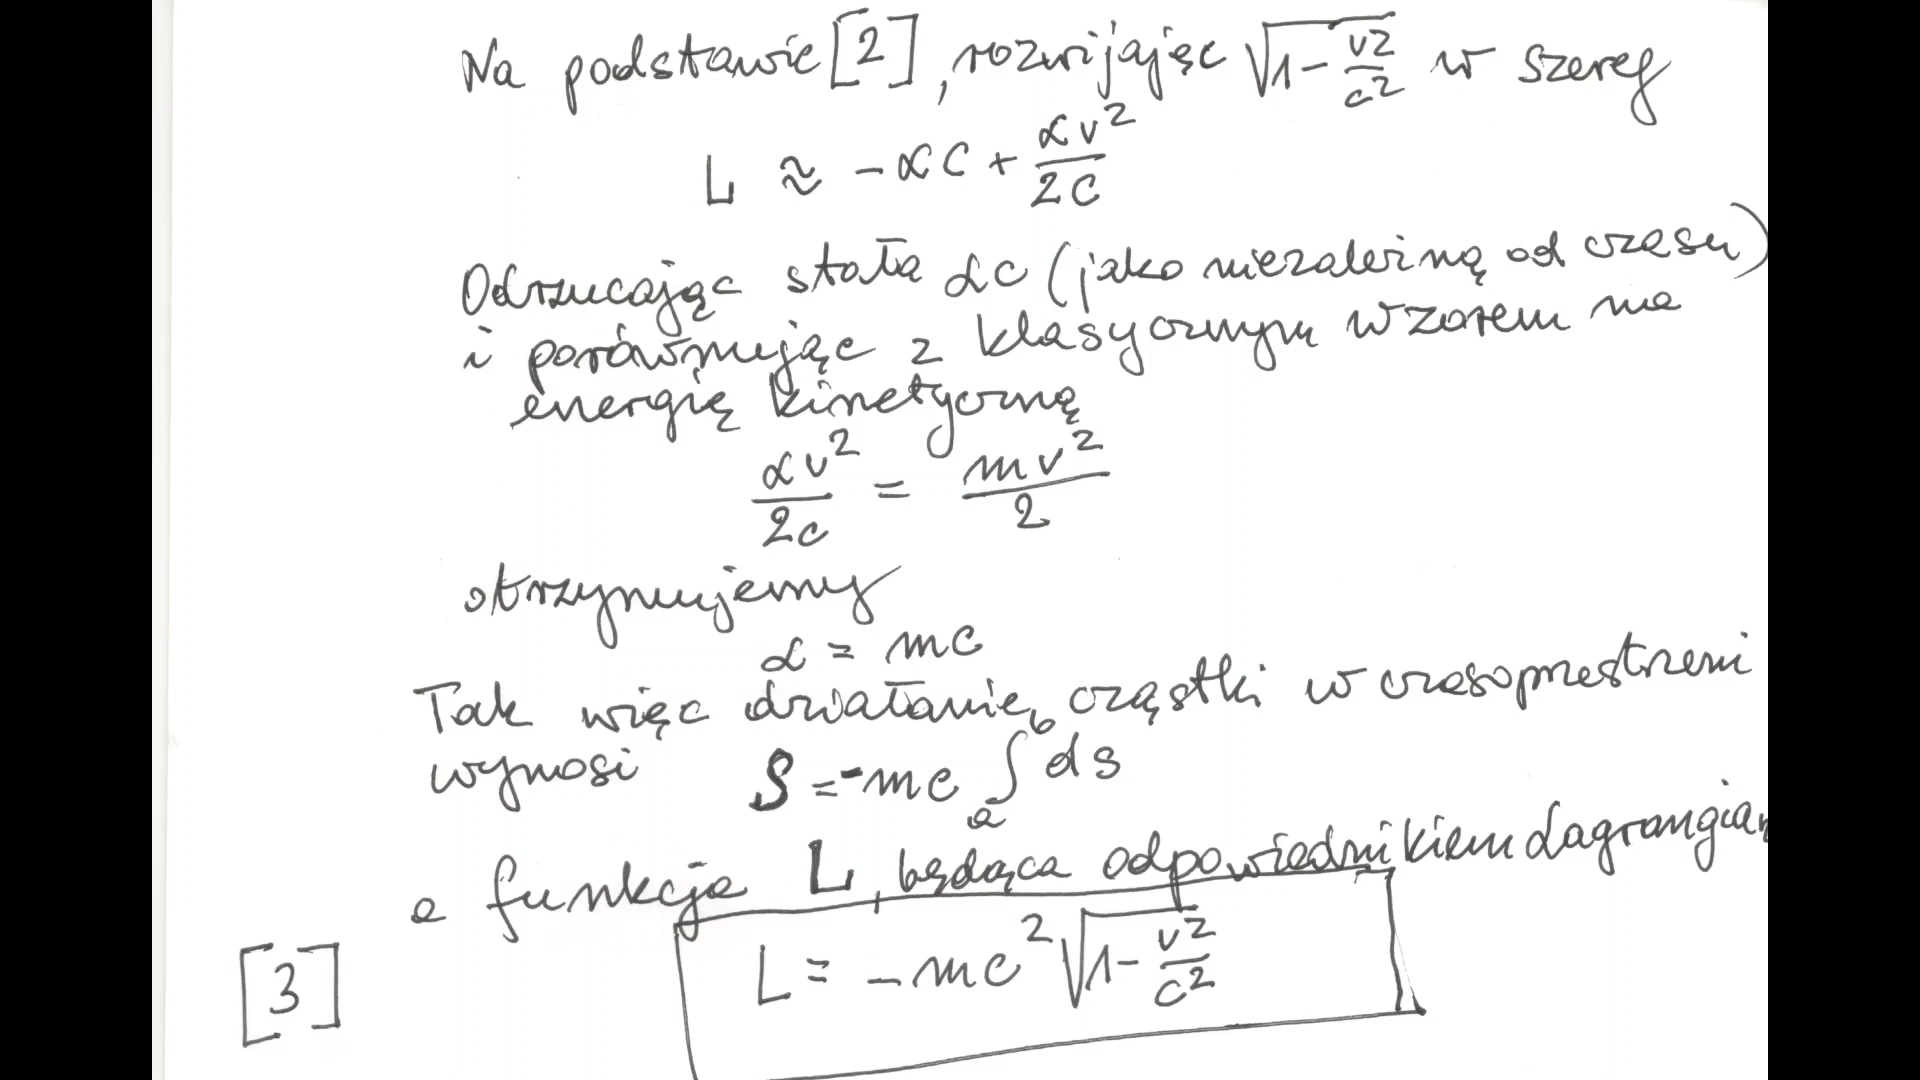 Na podstawie [2], rozwijając √1-v²/c² w szereg
L ≈ -αc + αv²/2c
Odrzucając stałą αc (jako niezależną od czasu)
i porównując z klasycznym wzorem na
energię kinetyczną
αv²/2c = mv²/2
otrzymujemy
α = mc
Tak więc działanie cząstki w czasoprzestrzeni
wynosi S = -mc ∫ₐᵇ ds
a funkcja L, będąca odpowiednikiem Lagrangian
[3] L = -mc²√1-v²/c²